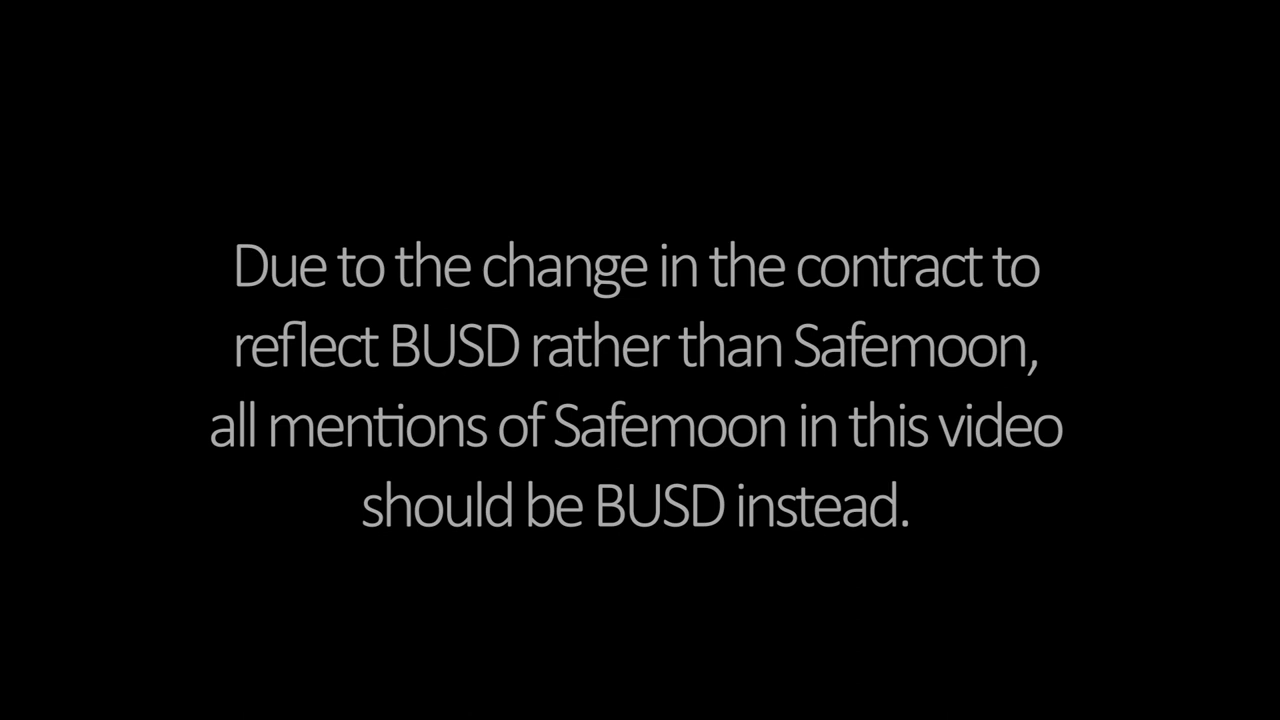 Due to the change in the contract to
reflect BUSD rather than Safemoon,
all mentions of Safemoon in this video
should be BUSD instead.